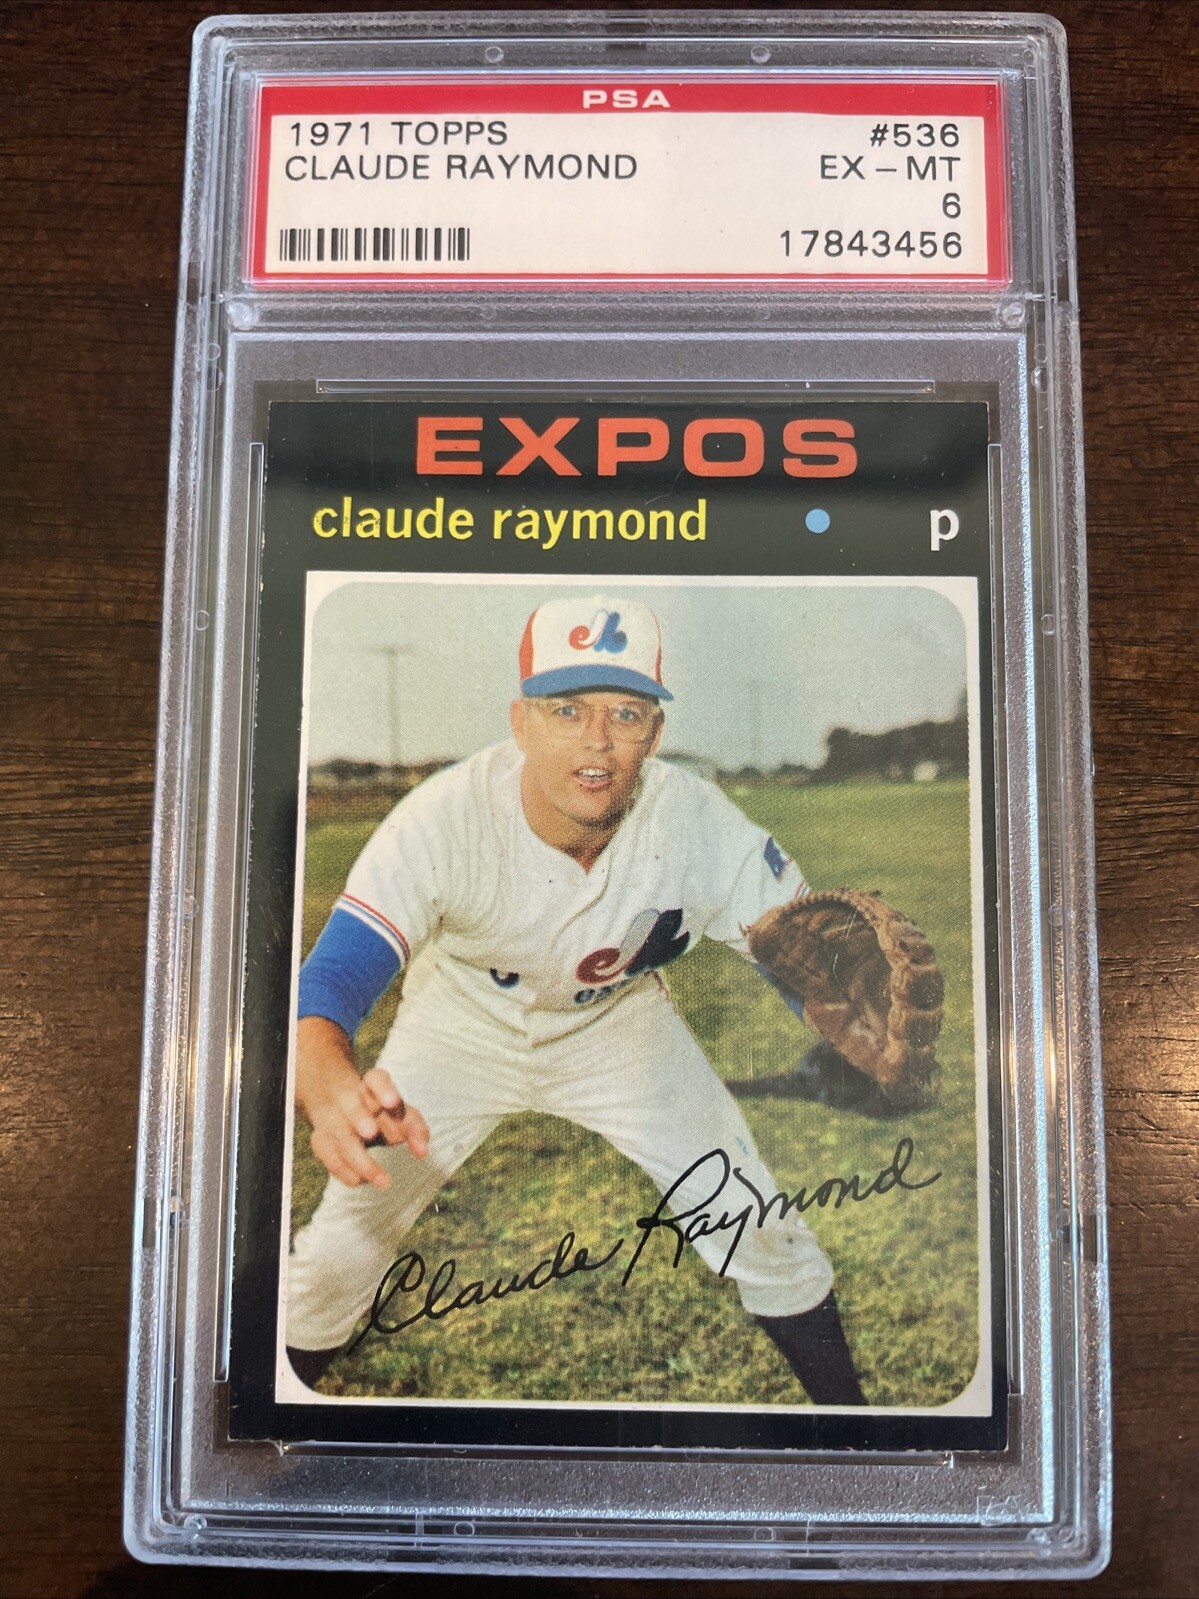 PSA
1971 TOPPS #536
CLAUDE RAYMOND EX - MT
6
17843456
EXPOS
claude raymond p
Claude Raymond